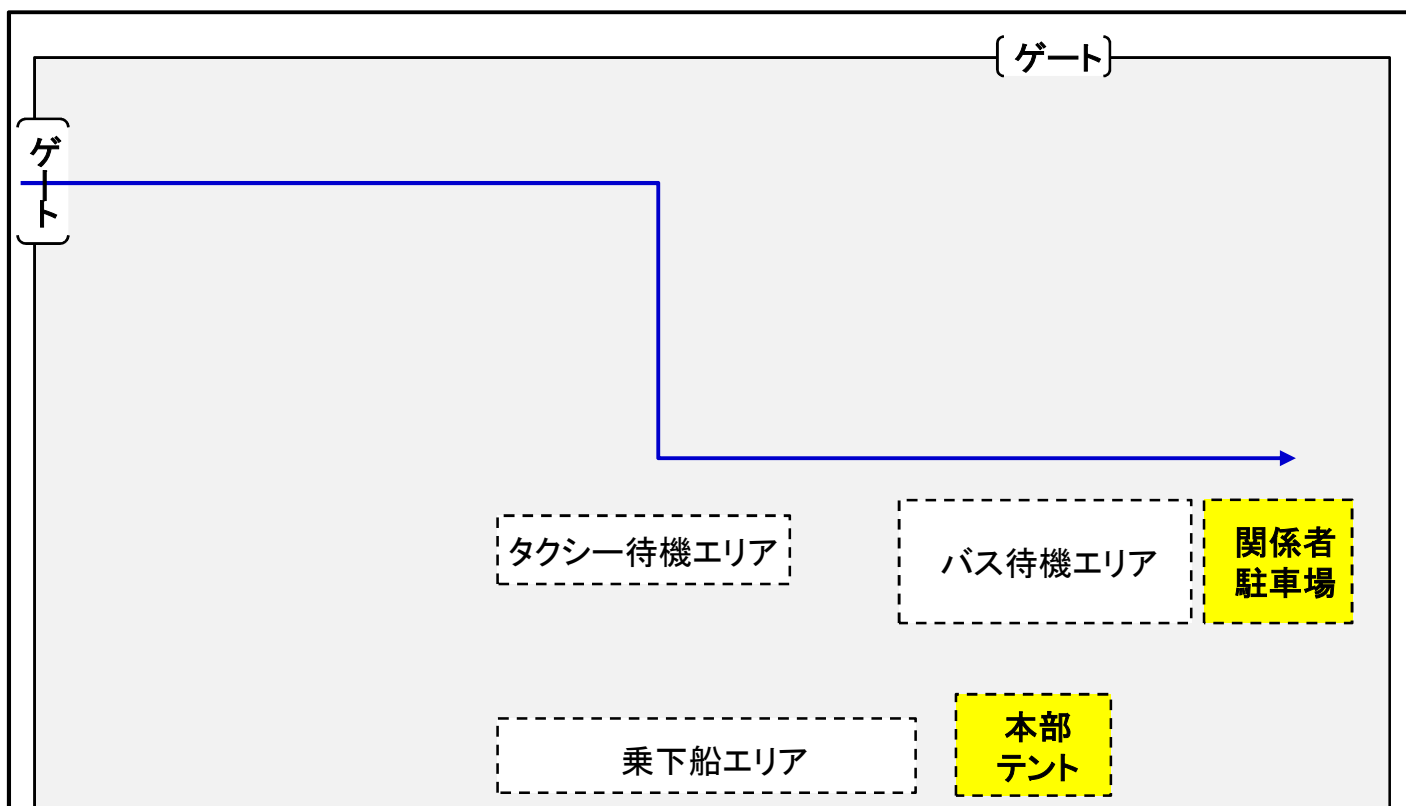 ゲート
ゲート
タクシー待機エリア
バス待機エリア
関係者
駐車場
乗下船エリア
本部
テント